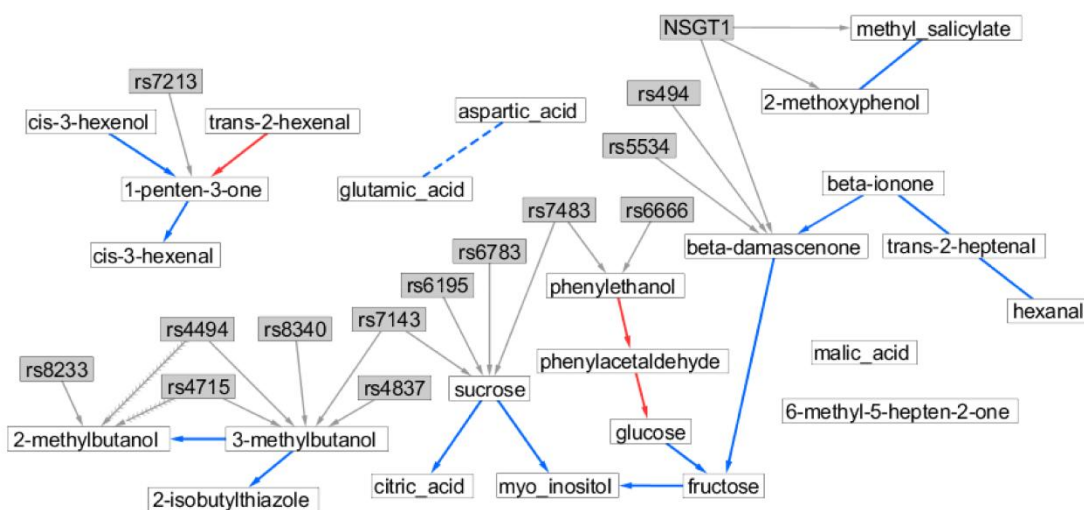 NSGT1
methyl_salicylate
rs7213
rs494
2-methoxyphenol
cis-3-hexenol
trans-2-hexenal
aspartic_acid
rs5534
1-penten-3-one
glutamic_acid
beta-ionone
rs7483
rs6666
cis-3-hexenal
rs6783
beta-damascenone
trans-2-heptenal
rs6195
phenylethanol
hexanal
rs4494
rs8340
rs7143
malic_acid
rs8233
phenylacetaldehyde
rs4715
rs4837
sucrose
6-methyl-5-hepten-2-one
2-methylbutanol
3-methylbutanol
glucose
2-isobutylthiazole
citric_acid
myo_inositol
fructose